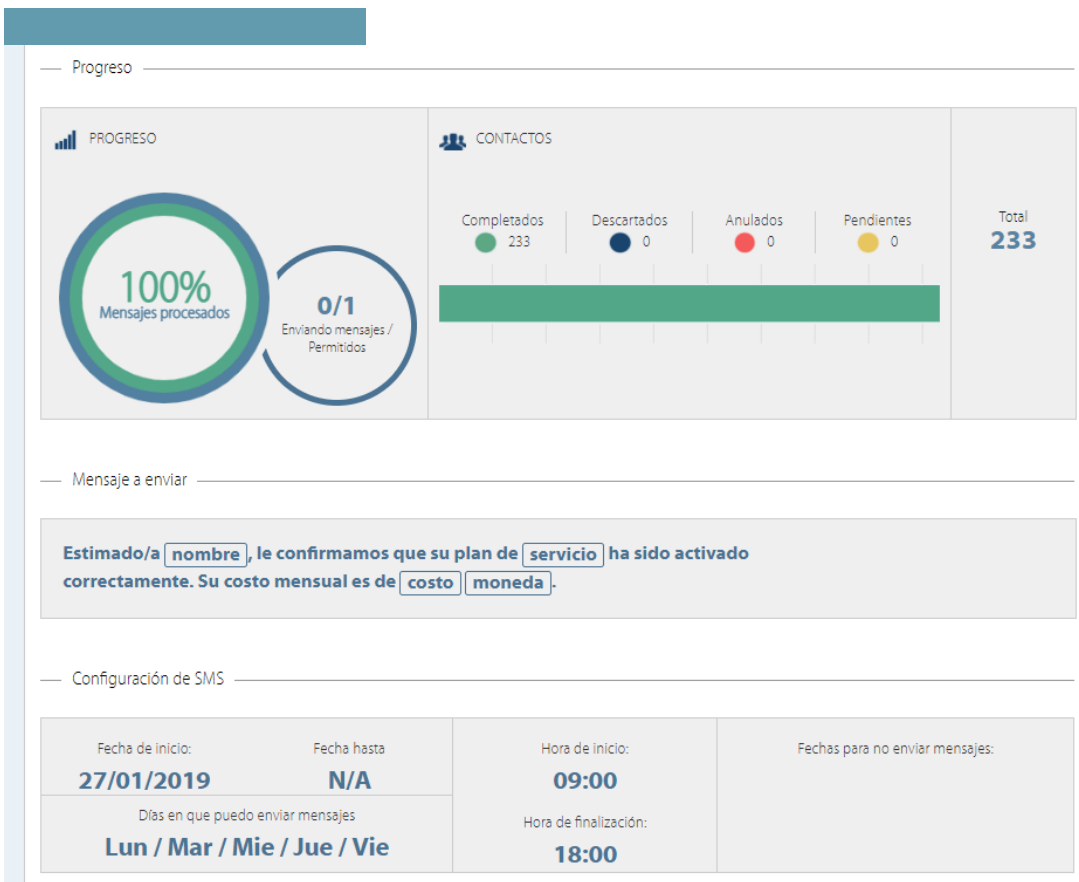 Progreso
PROGRESO
100%
Mensajes procesados
0/1
Enviando mensajes /
Permitidos
CONTACTOS
Completados
233
Descartados
0
Anulados
0
Pendientes
0
Total
233
Mensaje a enviar
Estimado/a nombre , le confirmamos que su plan de servicio ha sido activado
correctamente. Su costo mensual es de costo moneda .
Configuración de SMS
Fecha de inicio:
27/01/2019
Fecha hasta
N/A
Días en que puedo enviar mensajes
Lun / Mar / Mie / Jue / Vie
Hora de inicio:
09:00
Hora de finalización:
18:00
Fechas para no enviar mensajes: